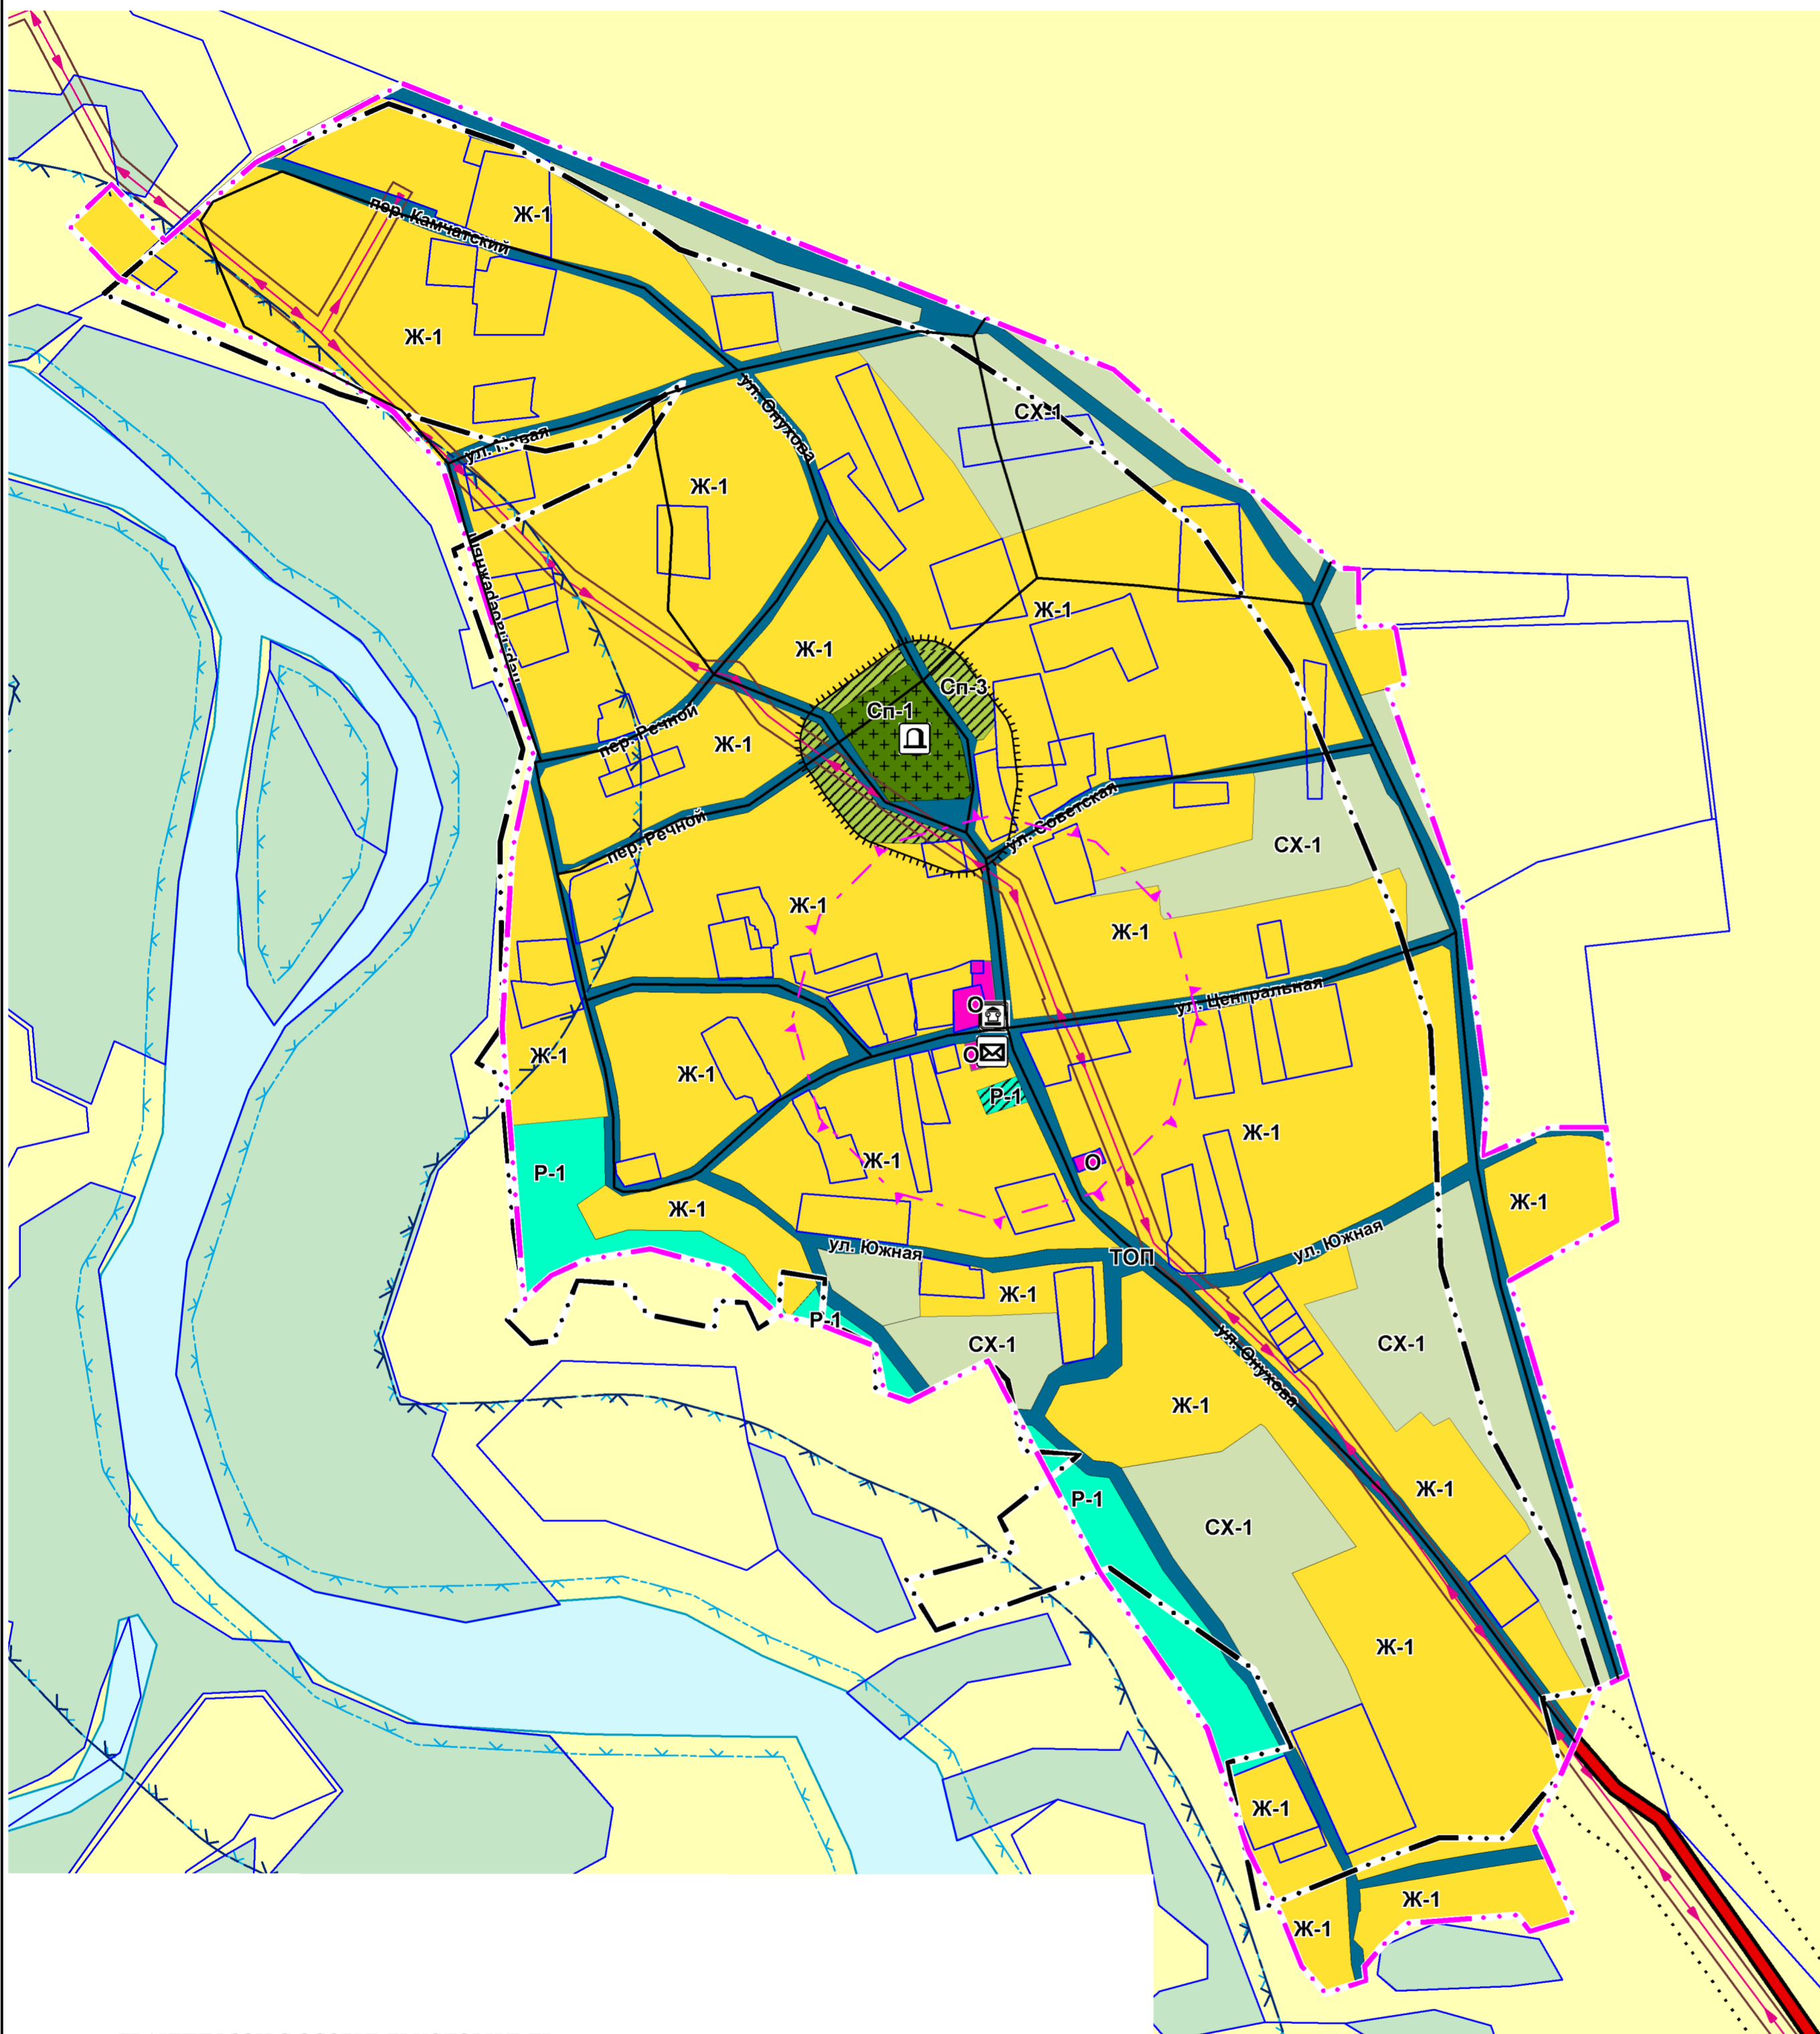 Ж-1
пер. Камчатский
Ж-1
ул. Онухова
СХ-1
ул. Новая
Ж-1
Ж-1
Ж-1
Сп-3
Сп-1
пер. Речной
Ж-1
ул. Советская
пер. Речной
СХ-1
Ж-1
Ж-1
ул. Центральная
О
О
Ж-1
Ж-1
Р-1
Ж-1
Ж-1
О
Р-1
Ж-1
Ж-1
ул. Южная
ул. Южная
ТОП
Ж-1
Р-1
СХ-1
СХ-1
ул. Онухова
Ж-1
Ж-1
Р-1
СХ-1
Ж-1
Ж-1
Ж-1
Ж-1